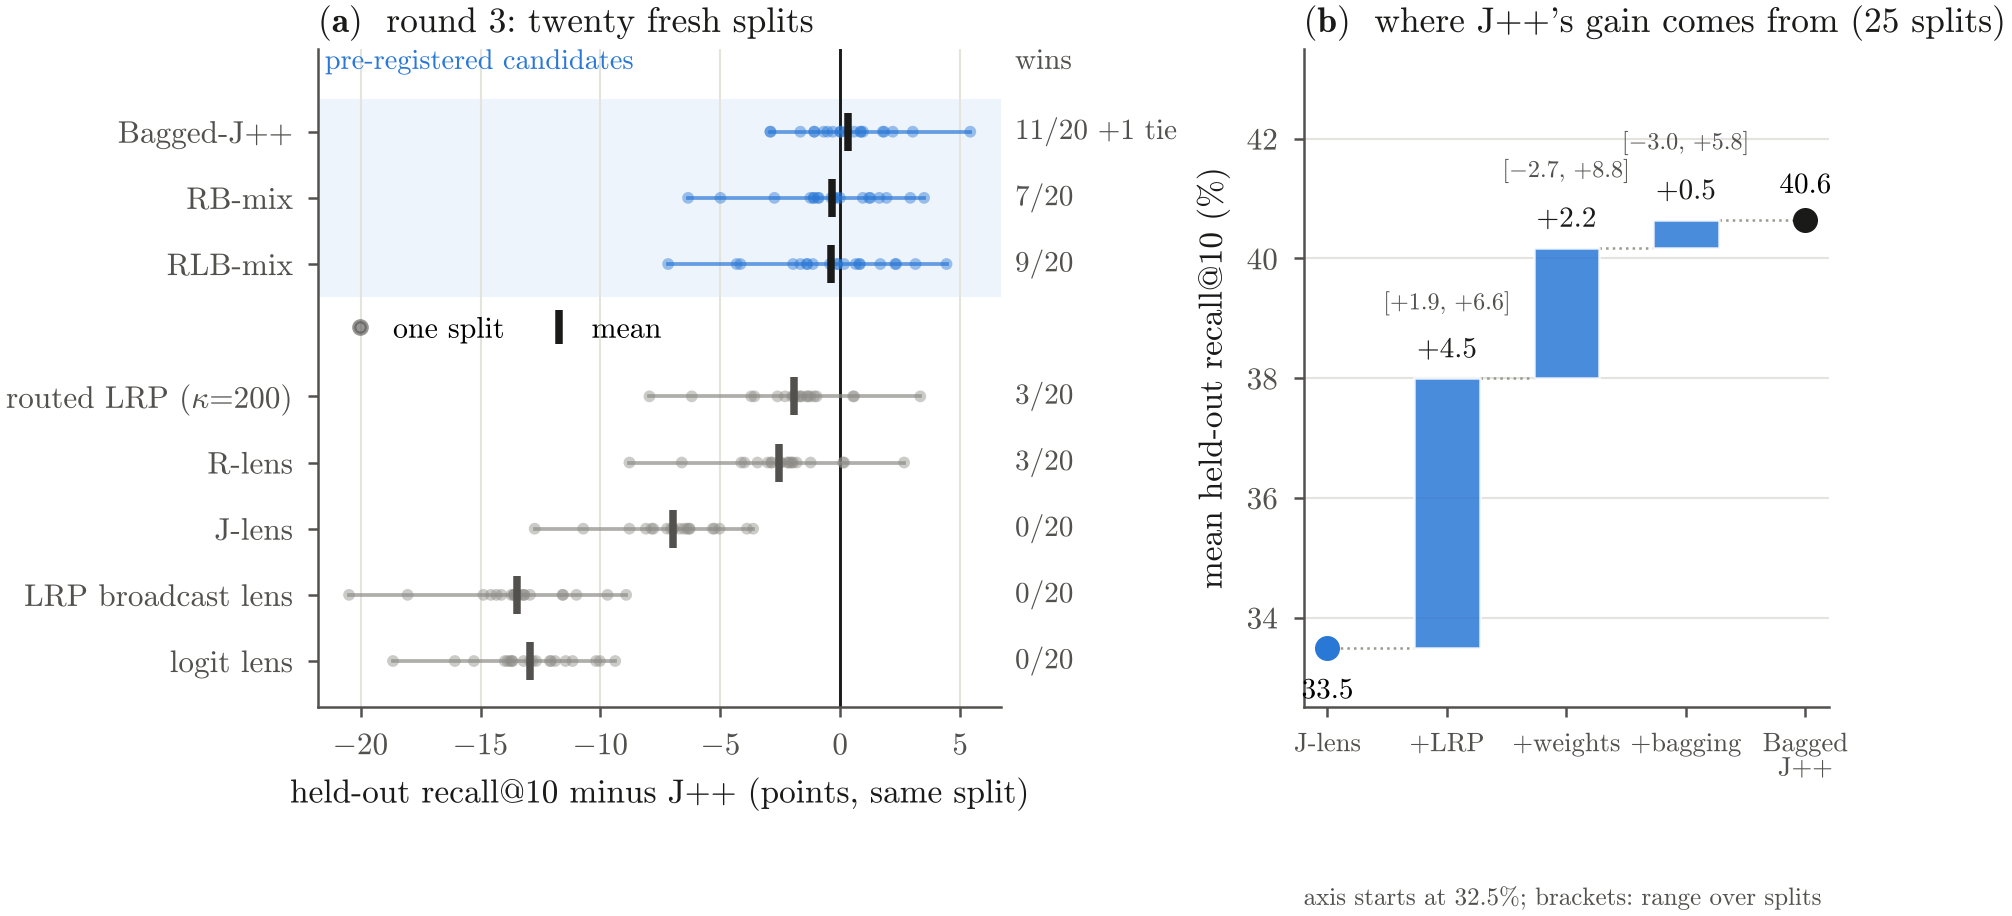 (a) round 3: twenty fresh splits
pre-registered candidates
wins
Bagged-J++
11/20 +1 tie
RB-mix
7/20
RLB-mix
9/20
one split
mean
routed LRP (κ=200)
3/20
R-lens
3/20
J-lens
0/20
LRP broadcast lens
0/20
logit lens
0/20
−20 −15 −10 −5 0 5
held-out recall@10 minus J++ (points, same split)
(b) where J++'s gain comes from (25 splits)
mean held-out recall@10 (%)
42
40
38
36
34
[−3.0, +5.8]
[−2.7, +8.8]
+0.5
40.6
+2.2
[+1.9, +6.6]
+4.5
33.5
J-lens +LRP +weights +bagging Bagged
J++
axis starts at 32.5%; brackets: range over splits